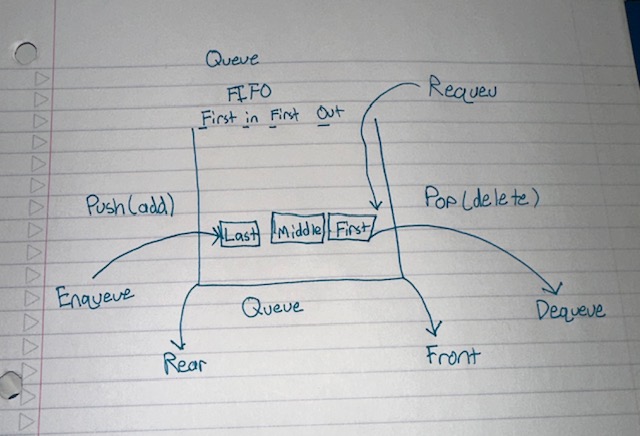 Queue
FIFO
First in First Out
Requeu
Push(add)
Pop(delete)
Last
Middle
First
Enqueue
Queue
Dequeue
Rear
Front